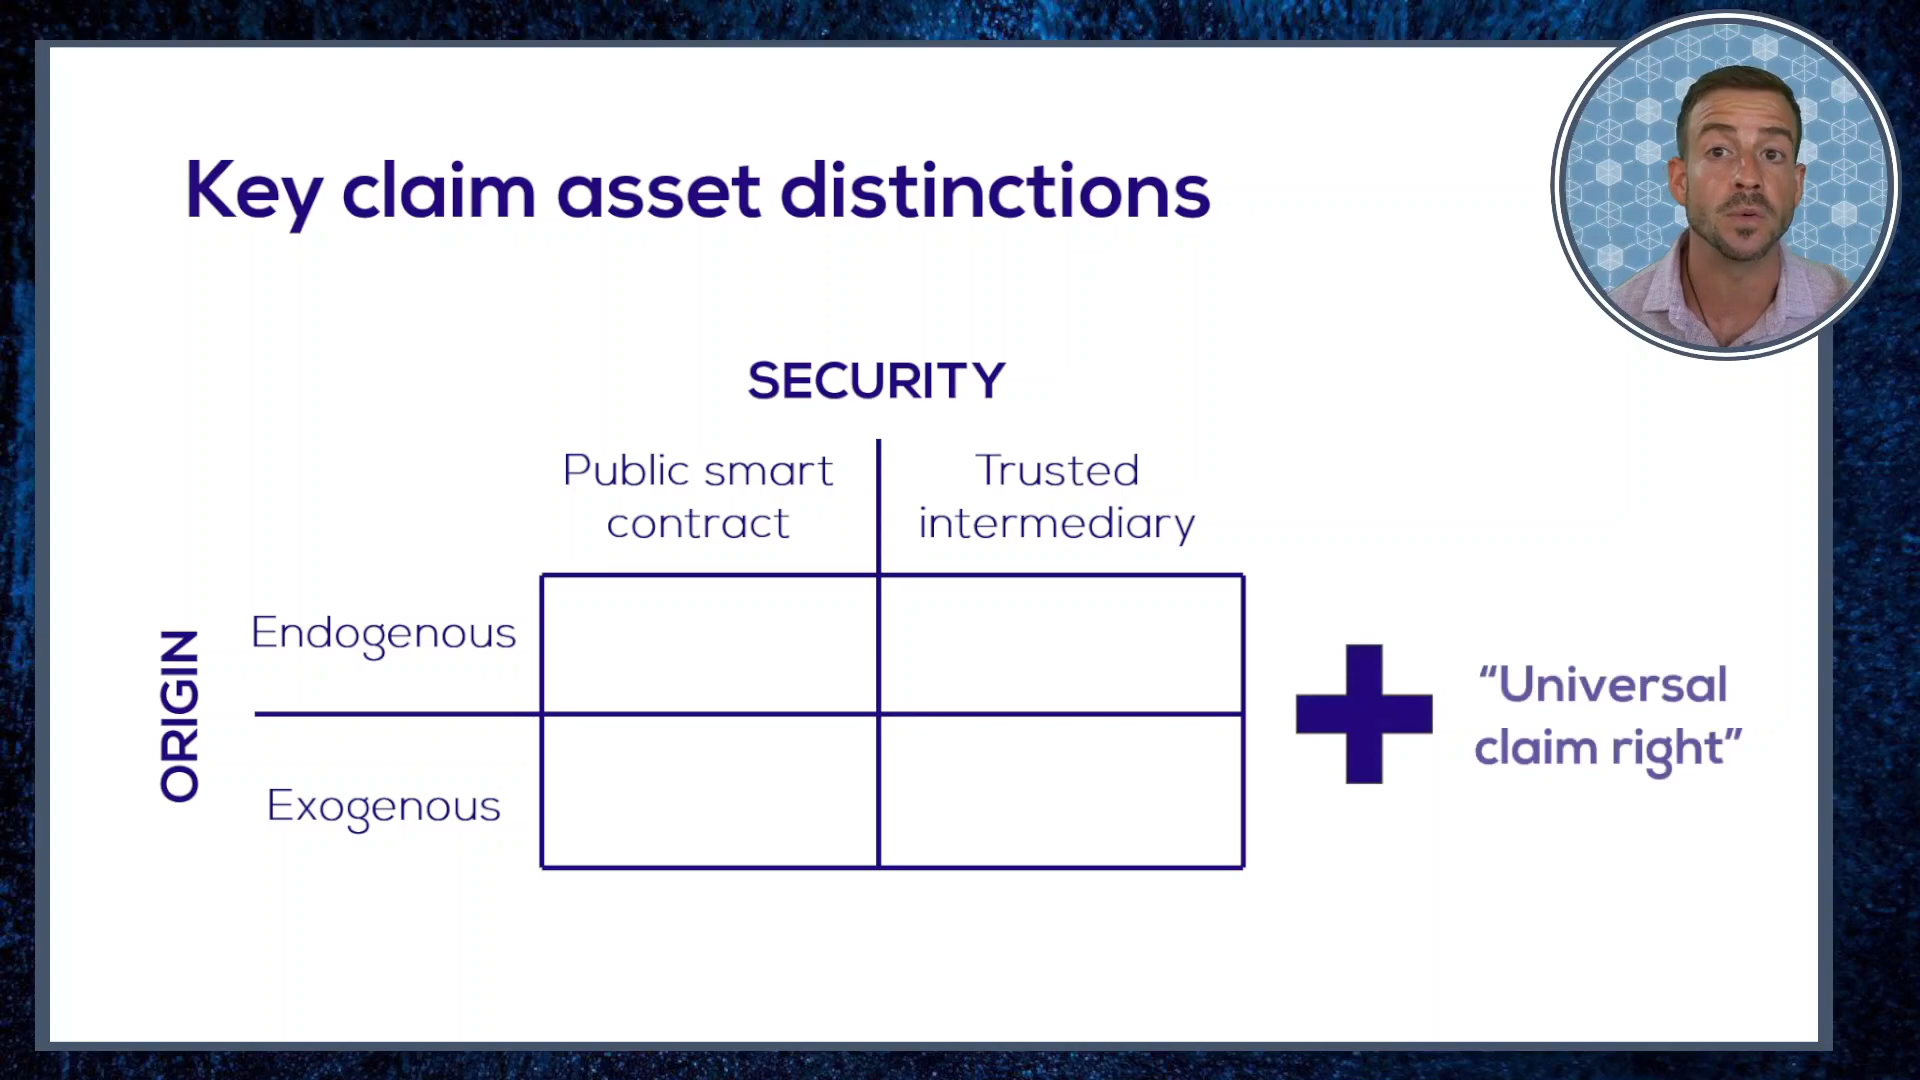 Key claim asset distinctions
SECURITY
Public smart
contract
Trusted
intermediary
ORIGIN
Endogenous
Exogenous
“Universal
claim right”